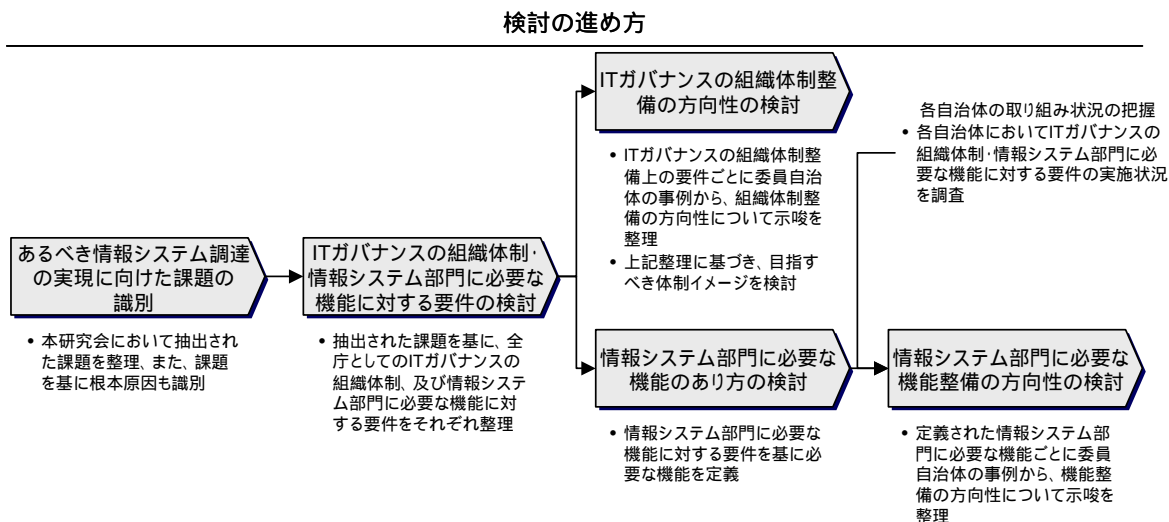 検討の進め方
あるべき情報システム調達
の実現に向けた課題の
識別
• 本研究会において抽出され
た課題を整理、また、課題
を基に根本原因も識別
ITガバナンスの組織体制・
情報システム部門に必要な
機能に対する要件の検討
• 抽出された課題を基に、全
庁としてのITガバナンスの
組織体制、及び情報システ
ム部門に必要な機能に対
する要件をそれぞれ整理
ITガバナンスの組織体制整
備の方向性の検討
• ITガバナンスの組織体制整
備上の要件ごとに委員自治
体の事例から、組織体制整
備の方向性について示唆を
整理
• 上記整理に基づき、目指す
べき体制イメージを検討
情報システム部門に必要な
機能のあり方の検討
• 情報システム部門に必要な
機能に対する要件を基に必
要な機能を定義
各自治体の取り組み状況の把握
• 各自治体においてITガバナンスの
組織体制・情報システム部門に必
要な機能に対する要件の実施状況
を調査
情報システム部門に必要な
機能整備の方向性の検討
• 定義された情報システム部
門に必要な機能ごとに委員
自治体の事例から、機能整
備の方向性について示唆を
整理